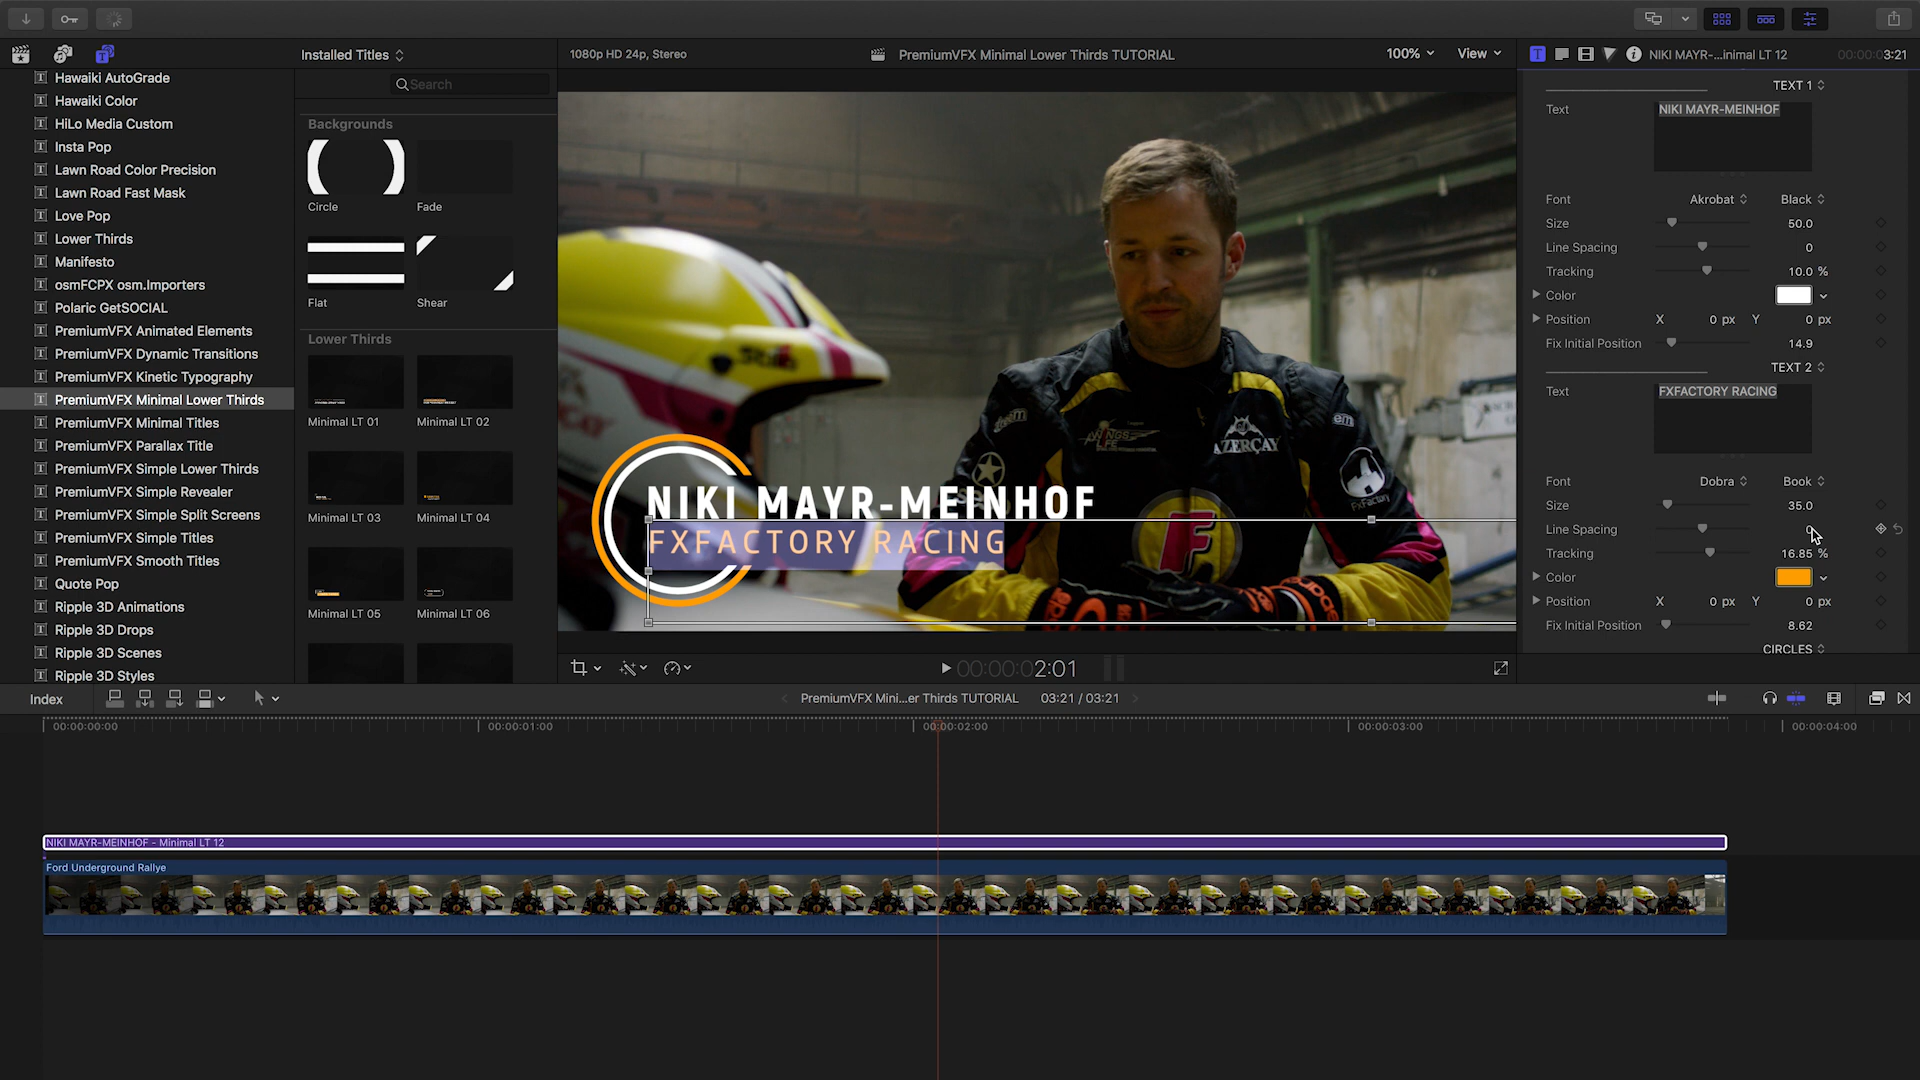 Installed Titles
1080p HD 24p, Stereo
PremiumVFX Minimal Lower Thirds TUTORIAL
100%
View
NIKI MAYR-...inimal LT 12
00:00:03:21
Hawaiki AutoGrade
Hawaiki Color
HiLo Media Custom
Insta Pop
Lawn Road Color Precision
Lawn Road Fast Mask
Love Pop
Lower Thirds
Manifesto
osmFCPX osm.Importers
Polaric GetSOCIAL
PremiumVFX Animated Elements
PremiumVFX Dynamic Transitions
PremiumVFX Kinetic Typography
PremiumVFX Minimal Lower Thirds
PremiumVFX Minimal Titles
PremiumVFX Parallax Title
PremiumVFX Simple Lower Thirds
PremiumVFX Simple Revealer
PremiumVFX Simple Split Screens
PremiumVFX Simple Titles
PremiumVFX Smooth Titles
Quote Pop
Ripple 3D Animations
Ripple 3D Drops
Ripple 3D Scenes
Ripple 3D Styles
Search
Backgrounds
Circle
Fade
Flat
Shear
Lower Thirds
Minimal LT 01
Minimal LT 02
Minimal LT 03
Minimal LT 04
Minimal LT 05
Minimal LT 06
WINGS
LIFE
AZERÇAY
FxFactory
F
NIKI MAYR-MEINHOF
FXFACTORY RACING
TEXT 1
Text
NIKI MAYR-MEINHOF
Font Akrobat Black
Size 50.0
Line Spacing 0
Tracking 10.0 %
Color
Position X 0 px Y 0 px
Fix Initial Position 14.9
TEXT 2
Text
FXFACTORY RACING
Font Dobra Book
Size 35.0
Line Spacing 0
Tracking 16.85 %
Color
Position X 0 px Y 0 px
Fix Initial Position 8.62
CIRCLES
00:00:02:01
Index
PremiumVFX Mini...er Thirds TUTORIAL
03:21 / 03:21
00:00:00:00
00:00:01:00
00:00:02:00
00:00:03:00
00:00:04:00
NIKI MAYR-MEINHOF - Minimal LT 12
Ford Underground Rallye